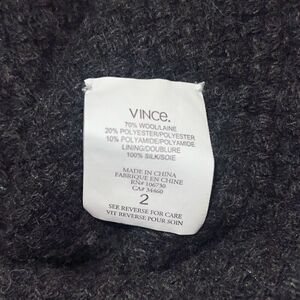 VINCE.
70% WOOL/LAINE
20% POLYESTER/POLYESTER
10% POLYAMIDE/POLYAMIDE
LINING/DOUBLURE
100% SILK/SOIE
MADE IN CHINA
FABRIQUE EN CHINE
RN# 106730
CA# 34460
2
SEE REVERSE FOR CARE
VIT REVERSE POUR SOIN